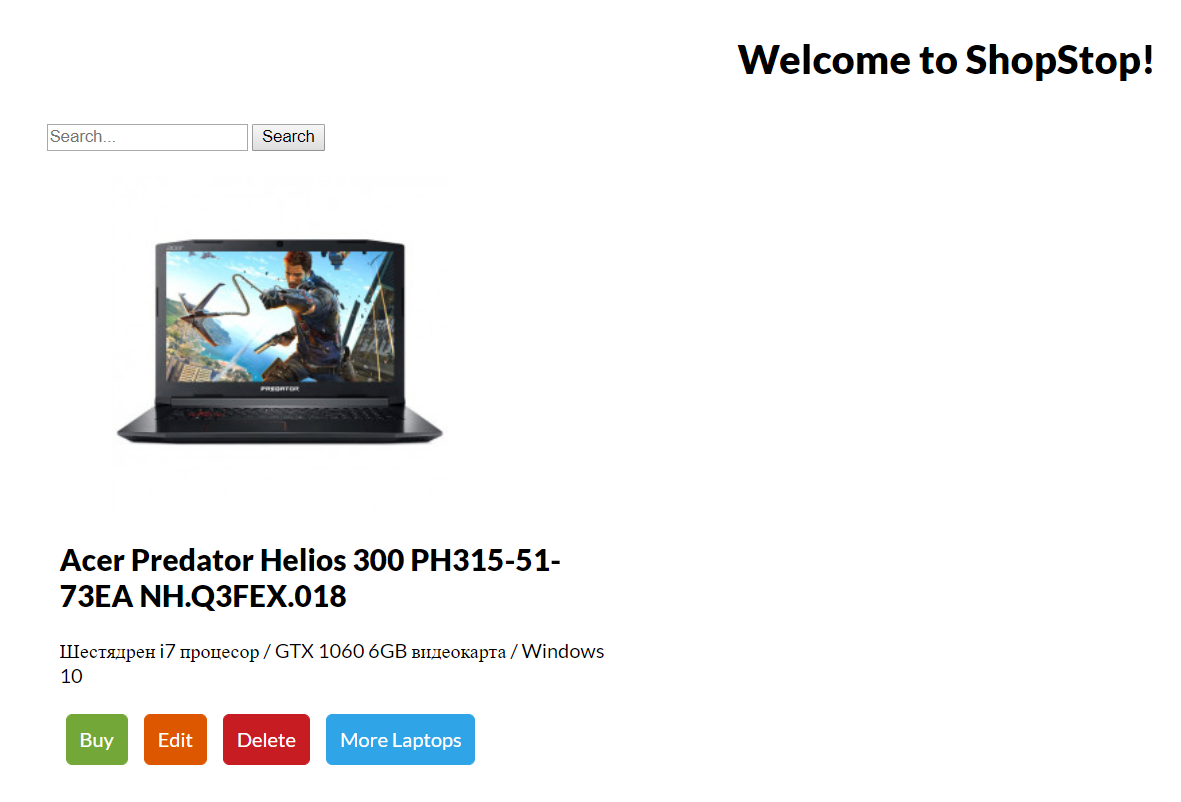 Welcome to ShopStop!
Search...
Search
acer
PREDATOR
Acer Predator Helios 300 PH315-51-
73EA NH.Q3FEX.018
Шестядрен i7 процесор / GTX 1060 6GB видеокарта / Windows
10
Buy
Edit
Delete
More Laptops